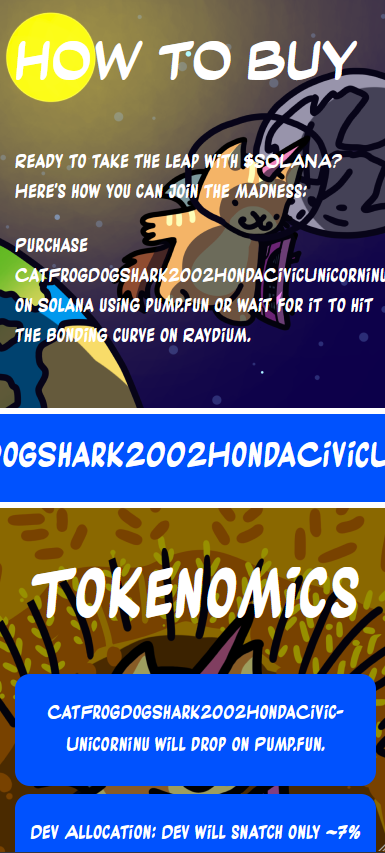 HOW TO BUY
READY TO TAKE THE LEAP WITH $SOLANA?
HERE'S HOW YOU CAN JOIN THE MADNESS:
PURCHASE
CATFROGDOGSHARK2002HONDACIVICUNICORNINU
ON SOLANA USING PUMP.FUN OR WAIT FOR IT TO HIT
THE BONDING CURVE ON RAYDIUM.
OGSHARK2002HONDACIVICU
TOKENOMICS
CATFROGDOGSHARK2002HONDACIVIC-
UNICORNINU WILL DROP ON PUMP.FUN.
DEV ALLOCATION: DEV WILL SNATCH ONLY ~7%